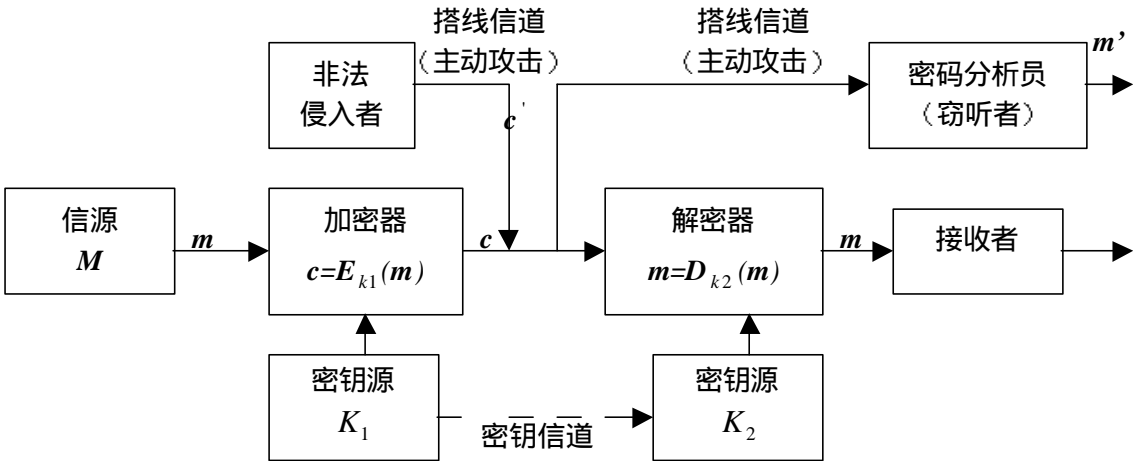 搭线信道
（主动攻击）
搭线信道
（主动攻击）
m’
非法
侵入者
c'
密码分析员
（窃听者）
信源
M
m
加密器
c=E k1 (m)
c
解密器
m=D k2 (m)
m
接收者
密钥源
K1
密钥信道
密钥源
K2